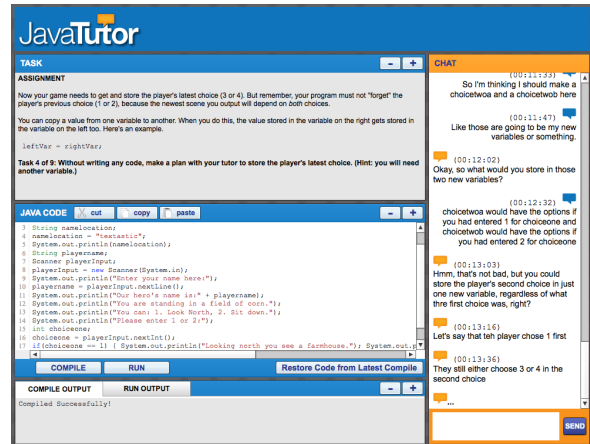 JavaTutor
TASK
- +
ASSIGNMENT
Now your game needs to get and store the player's latest choice (3 or 4). But remember, your program must not "forget" the
player's previous choice (1 or 2), because the newest scene you output will depend on both choices.
You can copy a value from one variable to another. When you do this, the value stored in the variable on the right gets stored in
the variable on the left too. Here's an example.
leftVar = rightVar;
Task 4 of 9: Without writing any code, make a plan with your tutor to store the player's latest choice. (Hint: you will need
another variable.)
JAVA CODE cut copy paste
- +
3 String namelocation;
4 namelocation = "textastic";
5 System.out.println(namelocation);
6 String playername;
7 Scanner playerInput;
8 playerInput = new Scanner(System.in);
9 System.out.println("Enter your name here:");
10 playername = playerInput.nextLine();
11 System.out.println("Our hero's name is:" + playername);
12 System.out.println("You are standing in a field of corn.");
13 System.out.println("You can: 1. Look North, 2. Sit down.");
14 System.out.println("Please enter 1 or 2:");
15 int choiceone;
16 choiceone = playerInput.nextInt();
17 if(choiceone == 1) { System.out.println("Looking north you see a farmhouse."); System.out.p
COMPILE RUN Restore Code from Latest Compile
COMPILE OUTPUT RUN OUTPUT
- +
Compiled Successfully!
CHAT
(00:11:33)
So I'm thinking I should make a
choicetwoa and a choicetwob here
(00:11:47)
Like those are going to be my new
variables or something.
(00:12:02)
Okay, so what would you store in those
two new variables?
(00:12:32)
choicetwoa would have the options if
you had entered 1 for choiceone and
choicetwob would have the options if
you had entered 2 for choiceone
(00:13:03)
Hmm, that's not bad, but you could
store the player's second choice in just
one new variable, regardless of what
thre first choice was, right?
(00:13:16)
Let's say that teh player chose 1 first
(00:13:36)
They still either choose 3 or 4 in the
second choice
...
SEND